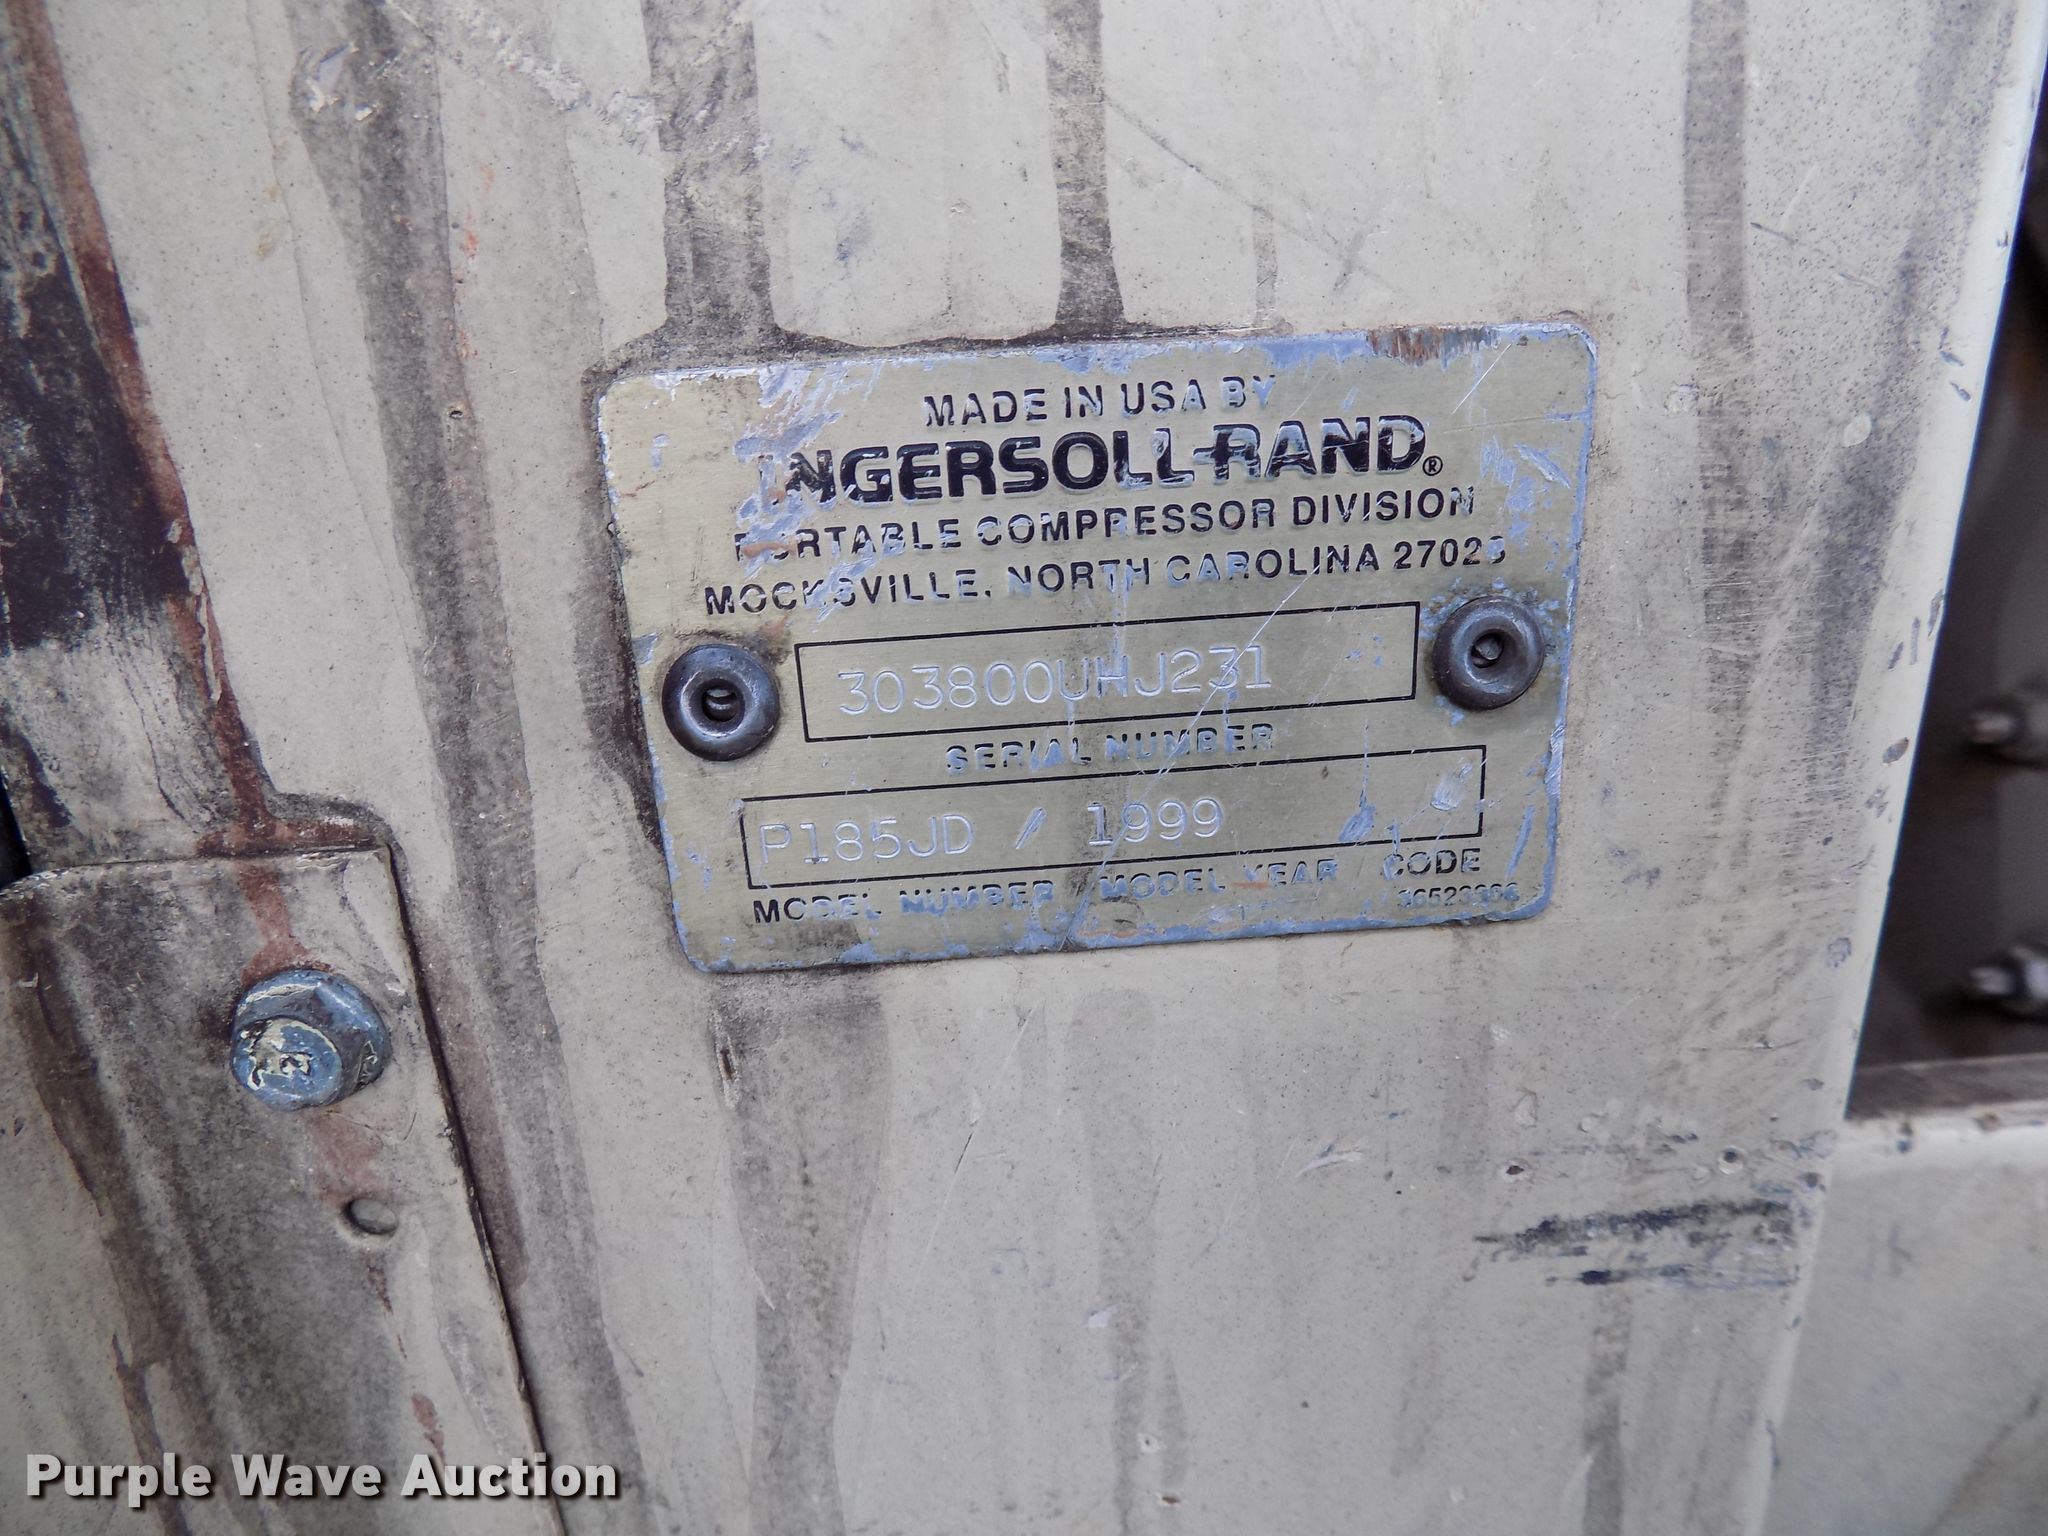 MADE IN USA BY
INGERSOLL-RAND®
PORTABLE COMPRESSOR DIVISION
MOCKSVILLE, NORTH CAROLINA 27028
303800UHJ231
SERIAL NUMBER
P185JD / 1999
MODEL NUMBER / MODEL YEAR / CODE
Purple Wave Auction